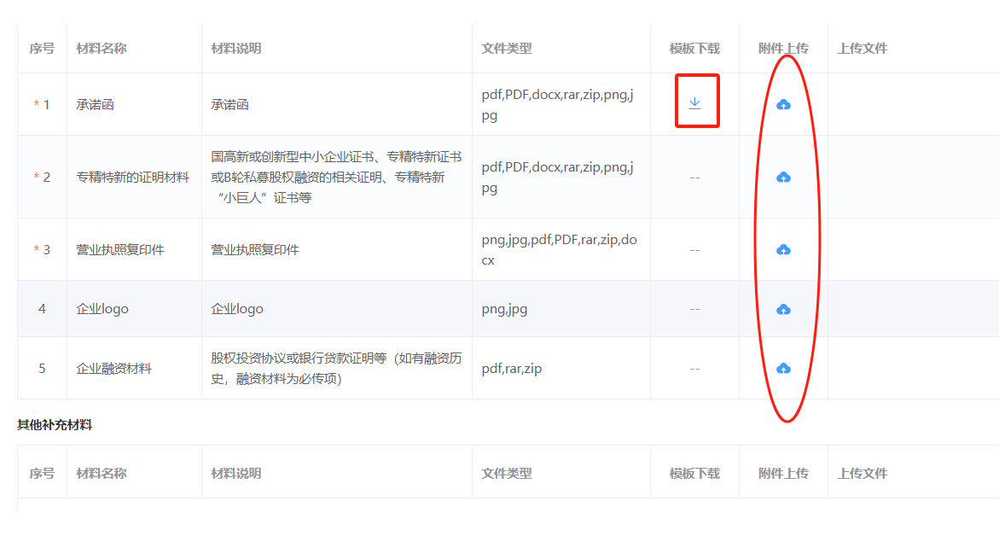 序号 材料名称 材料说明 文件类型 模板下载 附件上传 上传文件
* 1 承诺函 承诺函 pdf,PDF,docx,rar,zip,png,j
pg
* 2 专精特新的证明材料 国高新或创新型中小企业证书、专精特新证书
或B轮私募股权融资的相关证明、专精特新
“小巨人”证书等 pdf,PDF,docx,rar,zip,png,j
pg --
* 3 营业执照复印件 营业执照复印件 png,jpg,pdf,PDF,rar,zip,do
cx --
4 企业logo 企业logo png,jpg --
5 企业融资材料 股权投资协议或银行贷款证明等（如有融资历
史，融资材料为必传项） pdf,rar,zip --
其他补充材料
序号 材料名称 材料说明 文件类型 模板下载 附件上传 上传文件